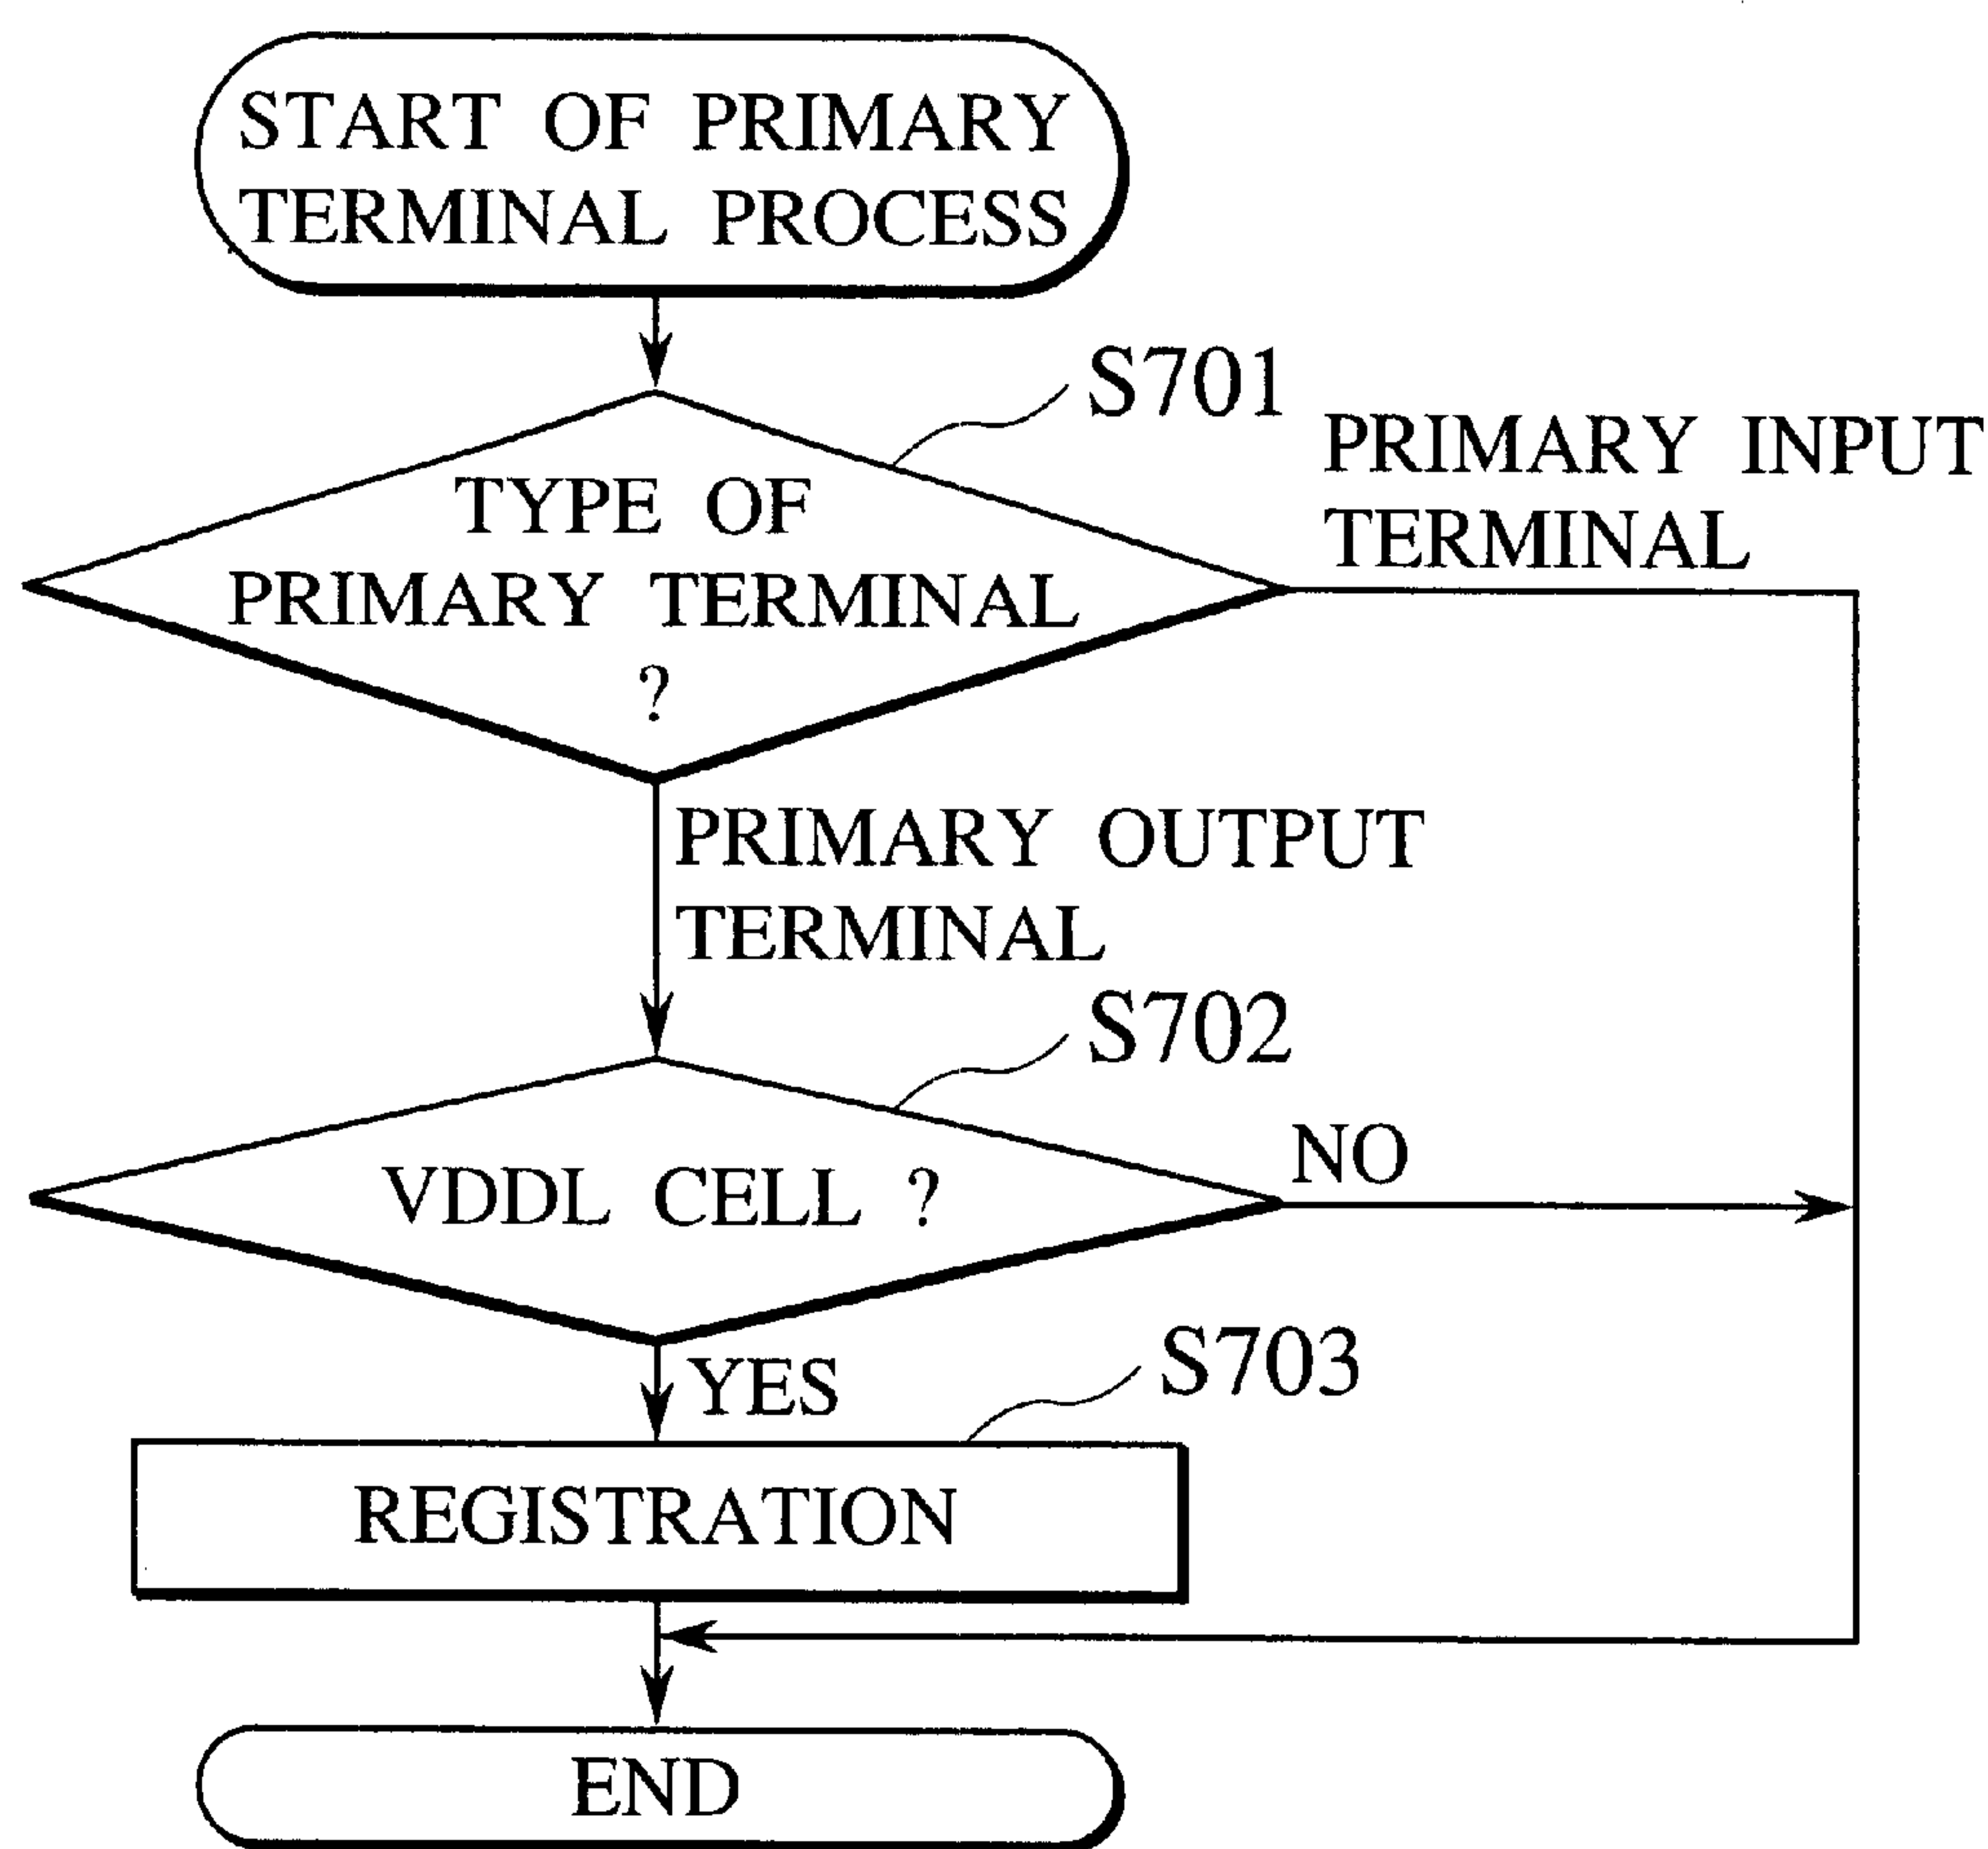 START OF PRIMARY
TERMINAL PROCESS
S701
TYPE OF
PRIMARY TERMINAL
?
PRIMARY INPUT
TERMINAL
PRIMARY OUTPUT
TERMINAL
S702
VDDL CELL ?
NO
YES
S703
REGISTRATION
END